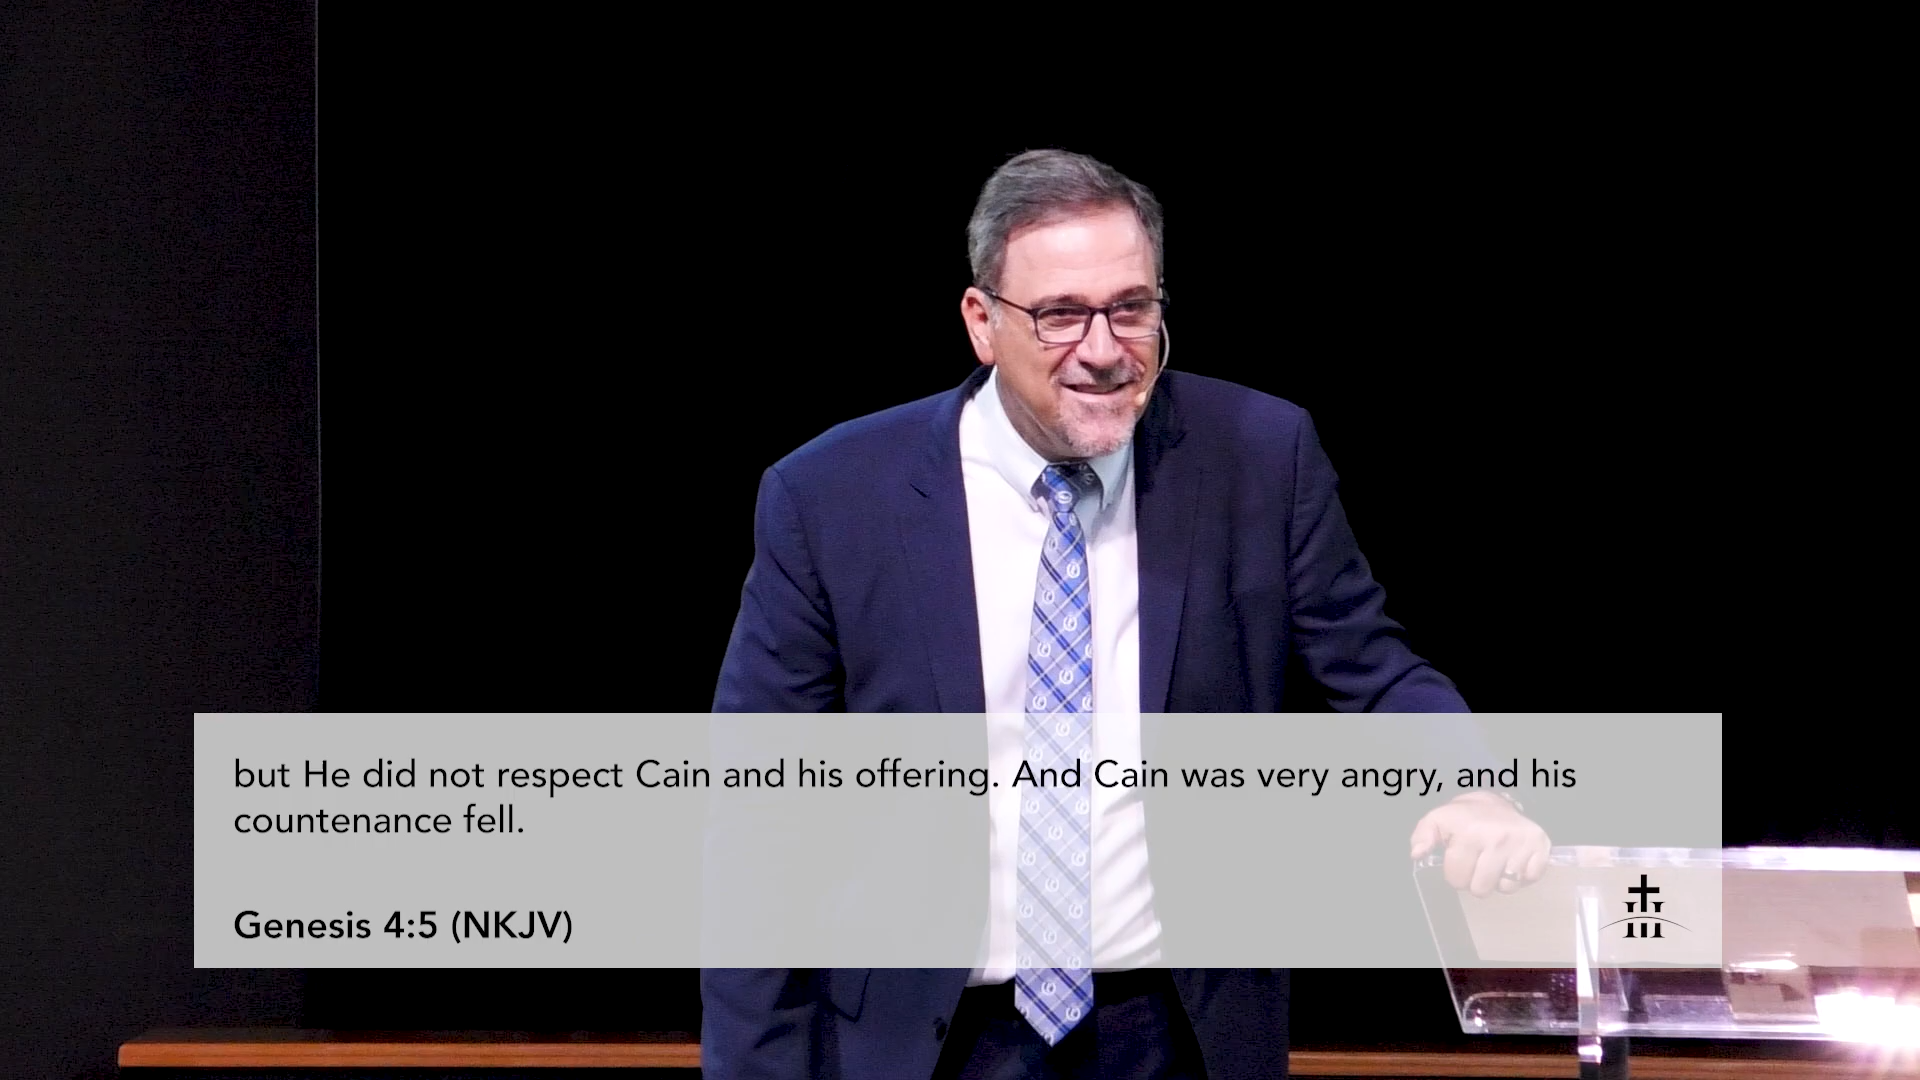 but He did not respect Cain and his offering. And Cain was very angry, and his
countenance fell.
Genesis 4:5 (NKJV)